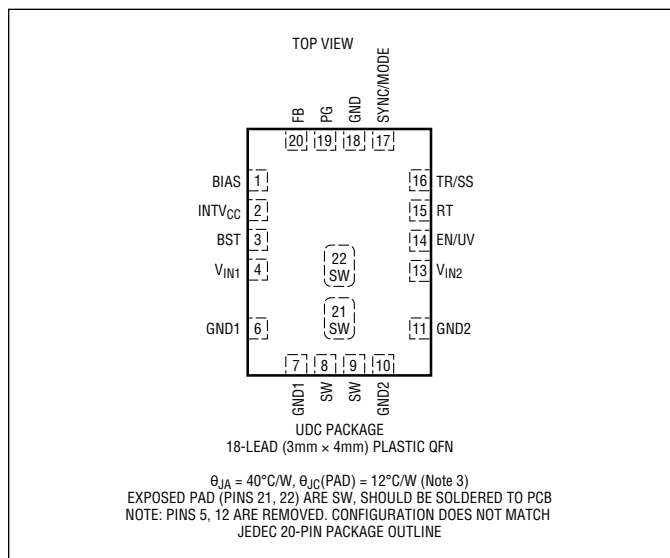 TOP VIEW
FB
PG
GND
SYNC/MODE
20 19 18 17
BIAS 1
16 TR/SS
INTVCC 2
15 RT
BST 3
14 EN/UV
22
SW
VIN1 4
13 VIN2
21
SW
GND1 6
11 GND2
7 8 9 10
GND1
SW
SW
GND2
UDC PACKAGE
18-LEAD (3mm × 4mm) PLASTIC QFN
θJA = 40°C/W, θJC(PAD) = 12°C/W (Note 3)
EXPOSED PAD (PINS 21, 22) ARE SW, SHOULD BE SOLDERED TO PCB
NOTE: PINS 5, 12 ARE REMOVED. CONFIGURATION DOES NOT MATCH
JEDEC 20-PIN PACKAGE OUTLINE